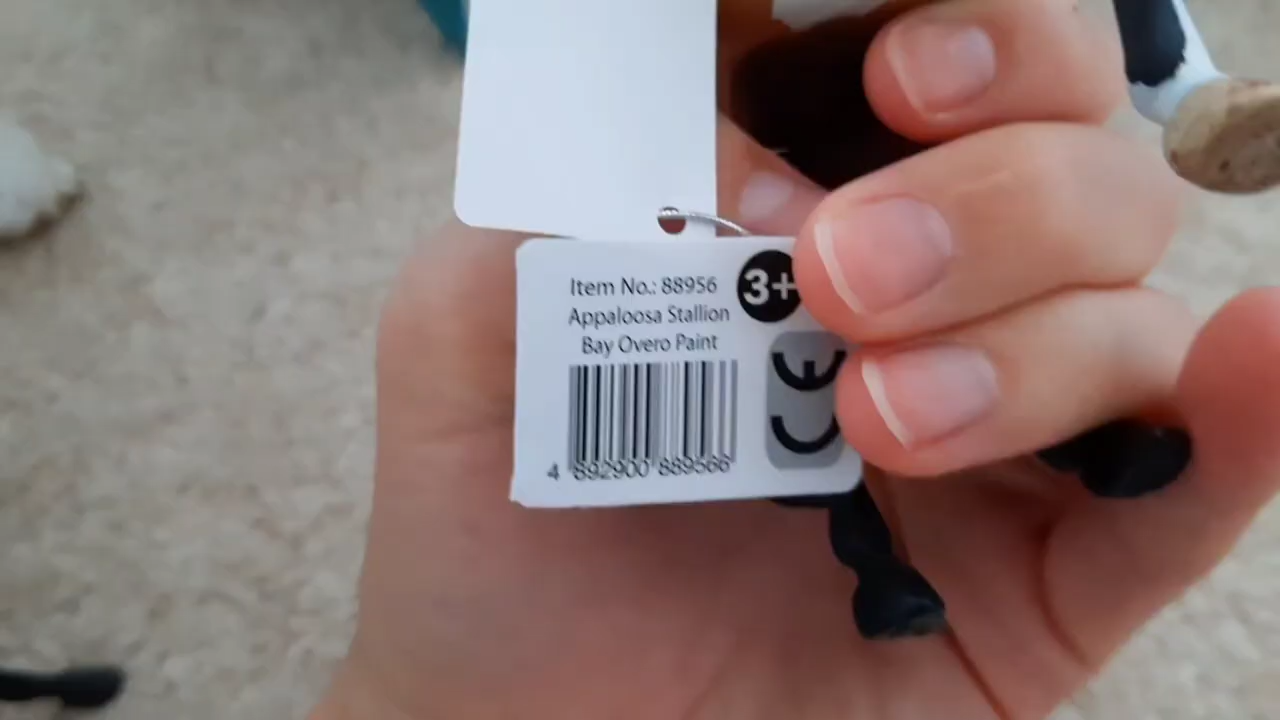 Item No.: 88956
3+
Appaloosa Stallion
Bay Overo Paint
CE
4 892900 889566